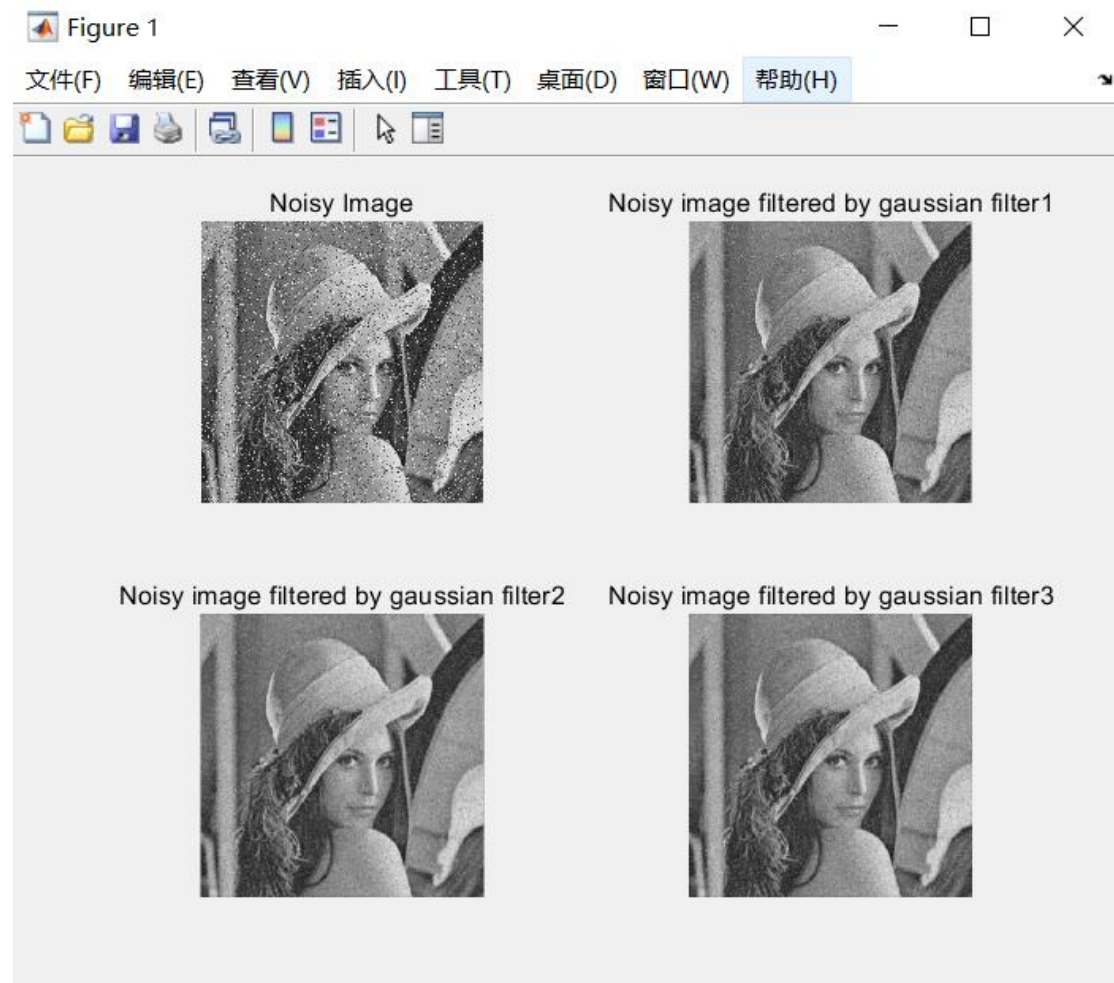 Figure 1
文件(F) 编辑(E) 查看(V) 插入(I) 工具(T) 桌面(D) 窗口(W) 帮助(H)
Noisy Image
Noisy image filtered by gaussian filter1
Noisy image filtered by gaussian filter2
Noisy image filtered by gaussian filter3